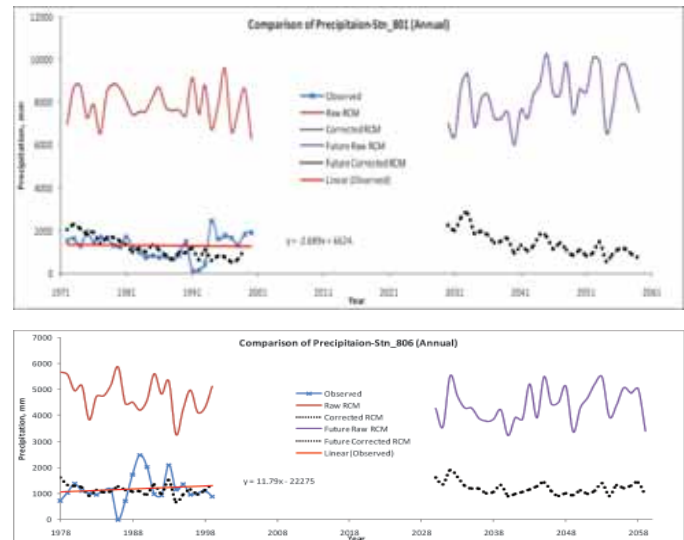 Comparison of Precipitaion-Stn_801 (Annual)
12000
10000
8000
6000
4000
2000
0
Precipitation, mm
Observed
Raw RCM
Corrected RCM
Future Raw RCM
Future Corrected RCM
Linear (Observed)
y = -2.689x + 6624.
1971 1981 1991 2001 2011 2021 2031 2041 2051 2061
Year
Comparison of Precipitaion-Stn_806 (Annual)
7000
6000
5000
4000
3000
2000
1000
0
Precipitation, mm
Observed
Raw RCM
Corrected RCM
Future Raw RCM
Future Corrected RCM
Linear (Observed)
y = 11.79x - 22275
1978 1988 1998 2008 2018 2028 2038 2048 2058
Year